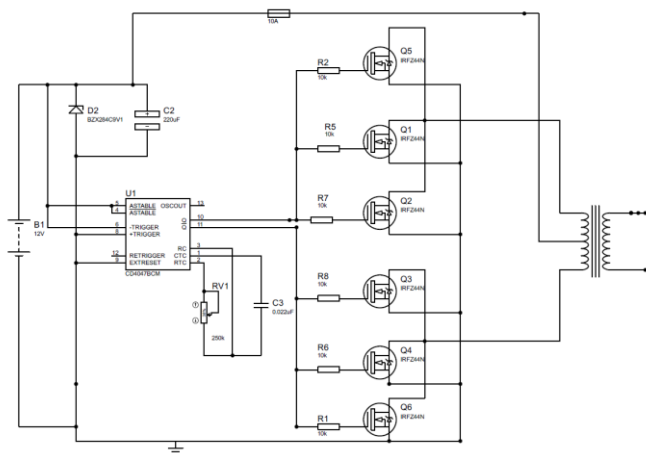 10A
R2
10k
Q5
IRFZ44N
D2
BZX284C9V1
C2
220uF
R5
10k
Q1
IRFZ44N
U1
5 ASTABLE OSCOUT 13
4 ASTABLE
Q 10
6 -TRIGGER Q 11
8 +TRIGGER
RC 3
12 RETRIGGER CTC 1
9 EXTRESET RTC 2
CD4047BCM
R7
10k
Q2
IRFZ44N
B1
12V
RV1
250k
C3
0.022uF
R8
10k
Q3
IRFZ44N
R6
10k
Q4
IRFZ44N
R1
10k
Q6
IRFZ44N